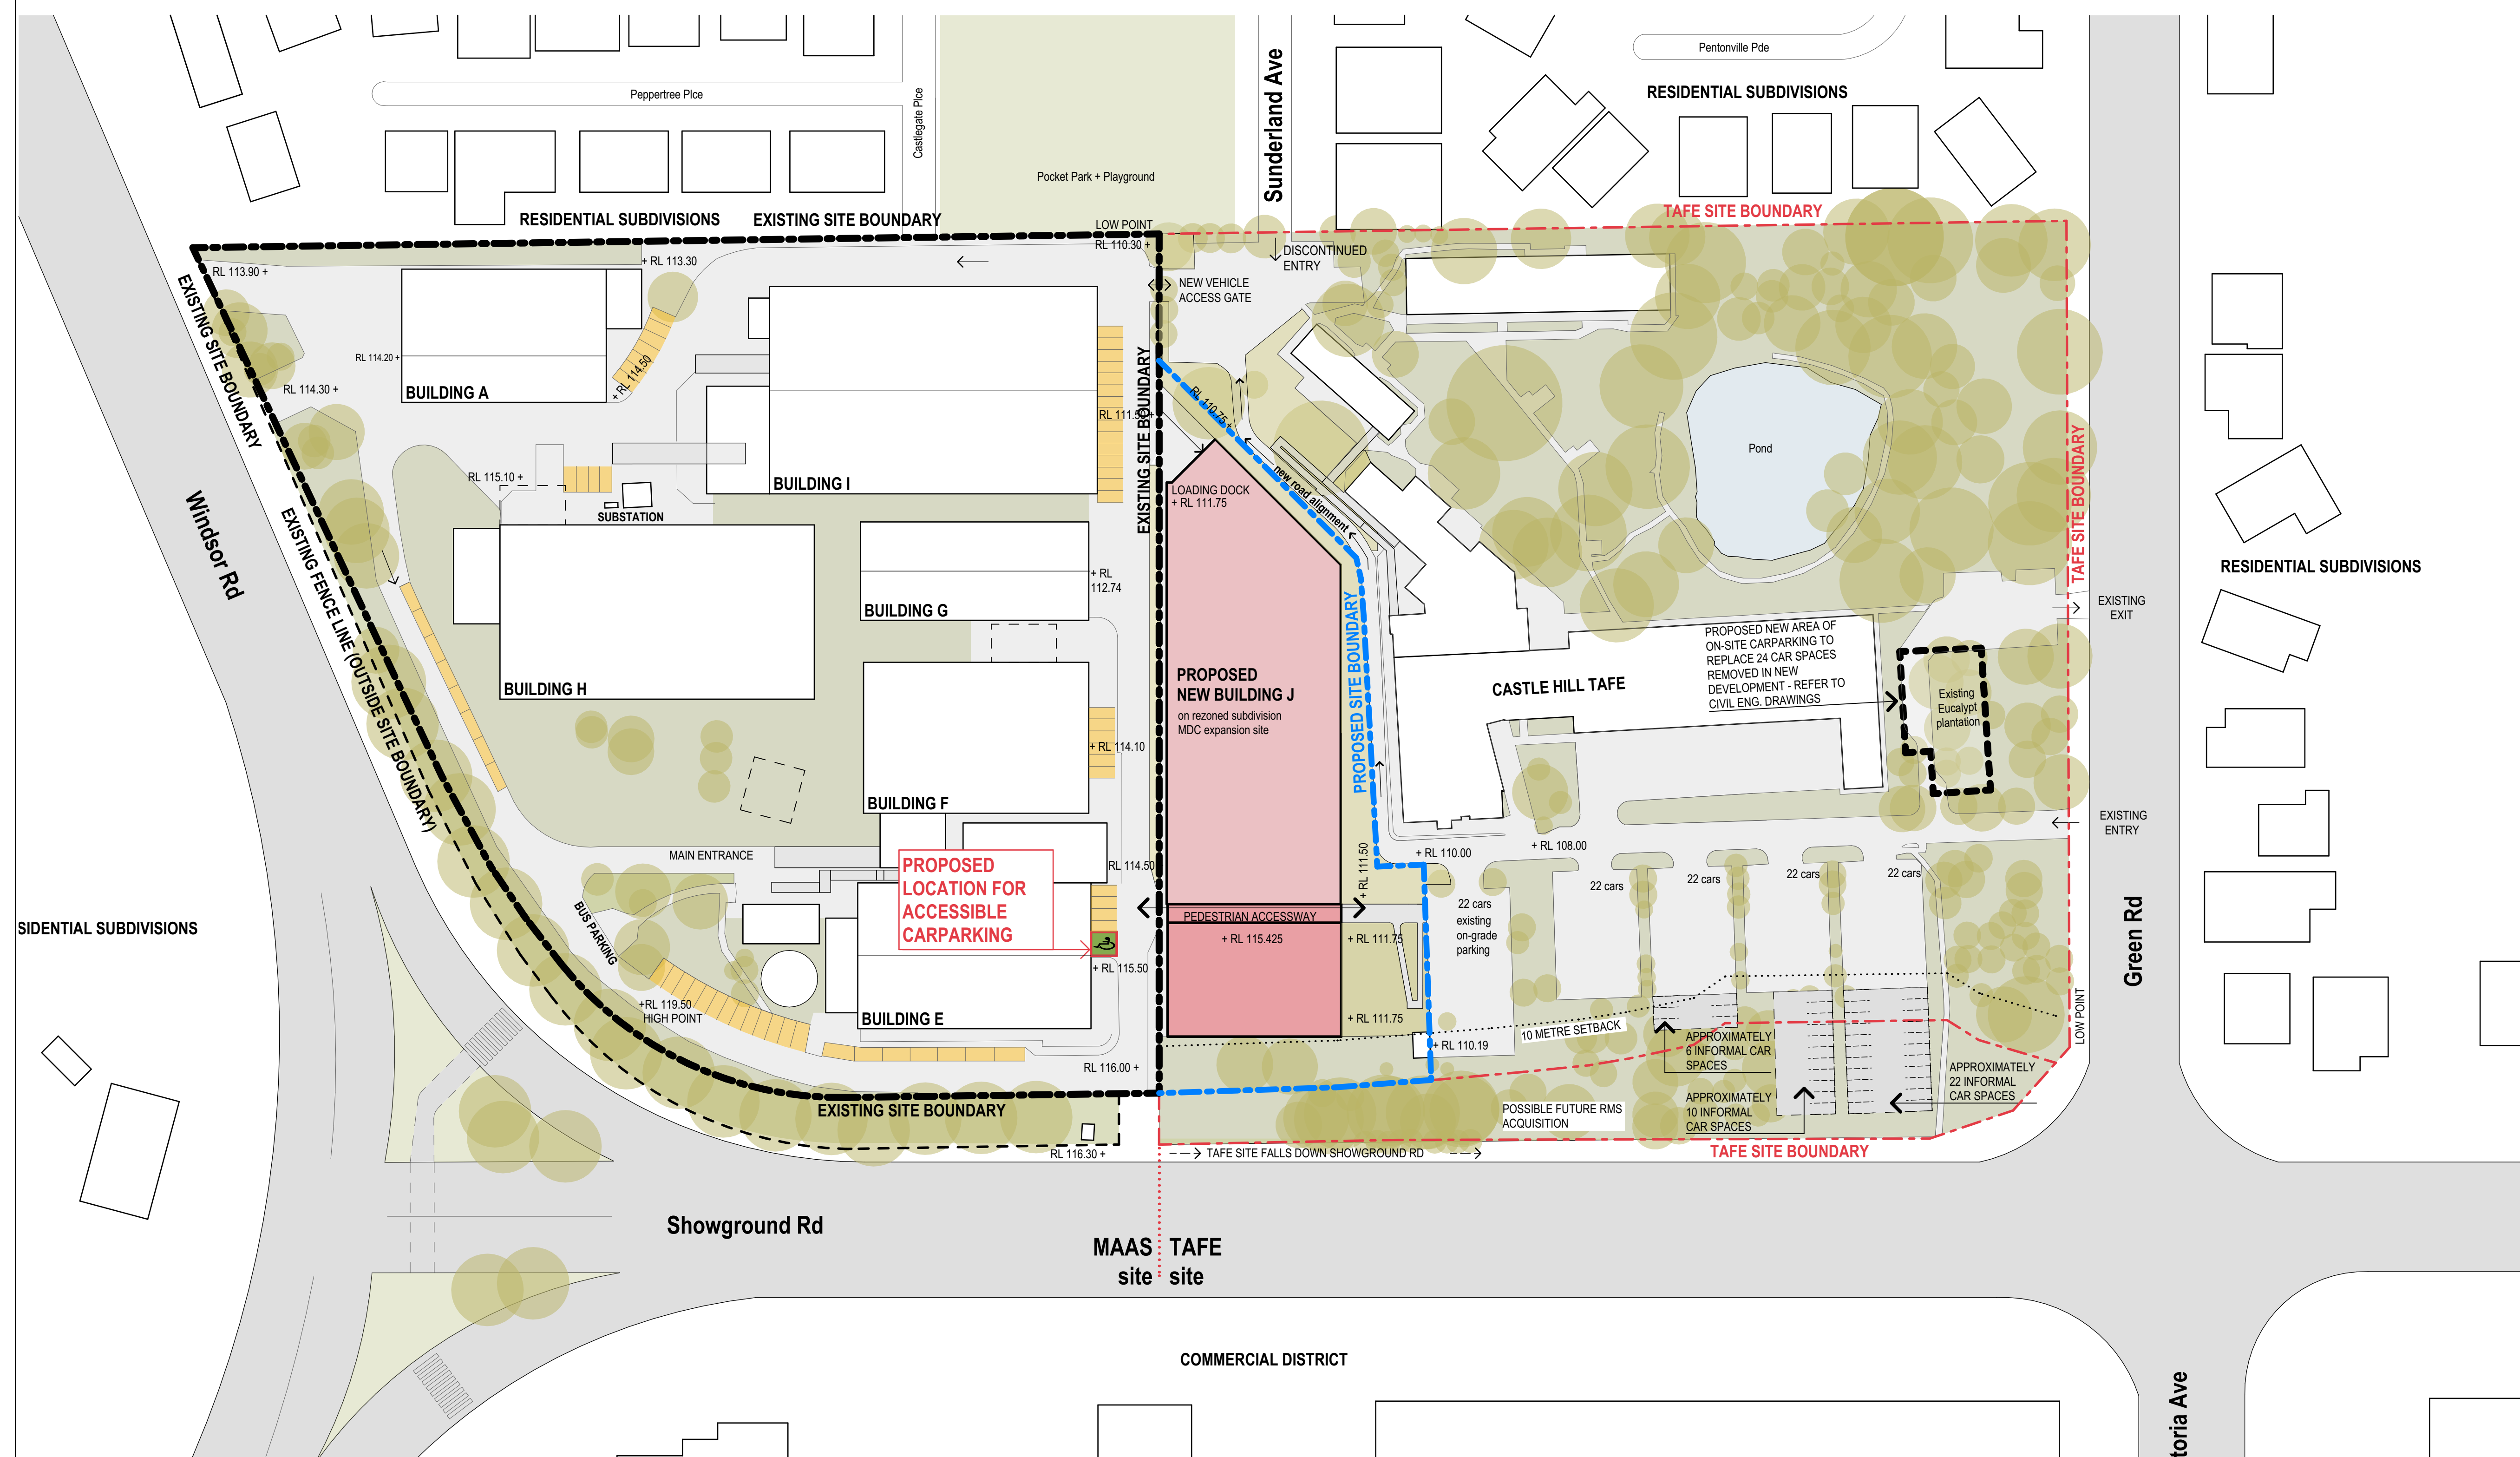 Pentonville Pde
Peppertree Plce
Castlegate Plce
Sunderland Ave
RESIDENTIAL SUBDIVISIONS
Pocket Park + Playground
RESIDENTIAL SUBDIVISIONS
EXISTING SITE BOUNDARY
TAFE SITE BOUNDARY
LOW POINT
RL 110.30 +
DISCONTINUED
ENTRY
RL 113.90 +
+ RL 113.30
NEW VEHICLE
ACCESS GATE
EXISTING SITE BOUNDARY
RL 114.20 +
+ RL 114.50
BUILDING A
RL 114.30 +
EXISTING SITE BOUNDARY
RL 111.50 +
RL 110.75 +
Pond
TAFE SITE BOUNDARY
RL 115.10 +
BUILDING I
LOADING DOCK
+ RL 111.75
new road alignment
SUBSTATION
Windsor Rd
EXISTING FENCE LINE (OUTSIDE SITE BOUNDARY)
RESIDENTIAL SUBDIVISIONS
+ RL
112.74
BUILDING G
PROPOSED SITE BOUNDARY
EXISTING
EXIT
PROPOSED NEW AREA OF
ON-SITE CARPARKING TO
REPLACE 24 CAR SPACES
REMOVED IN NEW
DEVELOPMENT - REFER TO
CIVIL ENG. DRAWINGS
BUILDING H
PROPOSED
NEW BUILDING J
on rezoned subdivision
MDC expansion site
CASTLE HILL TAFE
Existing
Eucalypt
plantation
+ RL 114.10
BUILDING F
EXISTING
ENTRY
MAIN ENTRANCE
PROPOSED
LOCATION FOR
ACCESSIBLE
CARPARKING
RL 114.50
+ RL 111.50
+ RL 110.00
+ RL 108.00
22 cars
22 cars
22 cars
22 cars
22 cars
existing
on-grade
parking
BUS PARKING
PEDESTRIAN ACCESSWAY
+ RL 115.425
+ RL 111.75
SIDENTIAL SUBDIVISIONS
Green Rd
+ RL 115.50
+RL 119.50
HIGH POINT
BUILDING E
+ RL 111.75
10 METRE SETBACK
LOW POINT
+ RL 110.19
APPROXIMATELY
6 INFORMAL CAR
SPACES
RL 116.00 +
APPROXIMATELY
22 INFORMAL
CAR SPACES
APPROXIMATELY
10 INFORMAL
CAR SPACES
EXISTING SITE BOUNDARY
POSSIBLE FUTURE RMS
ACQUISITION
RL 116.30 +
TAFE SITE FALLS DOWN SHOWGROUND RD
TAFE SITE BOUNDARY
Showground Rd
MAAS
site
TAFE
site
COMMERCIAL DISTRICT
toria Ave